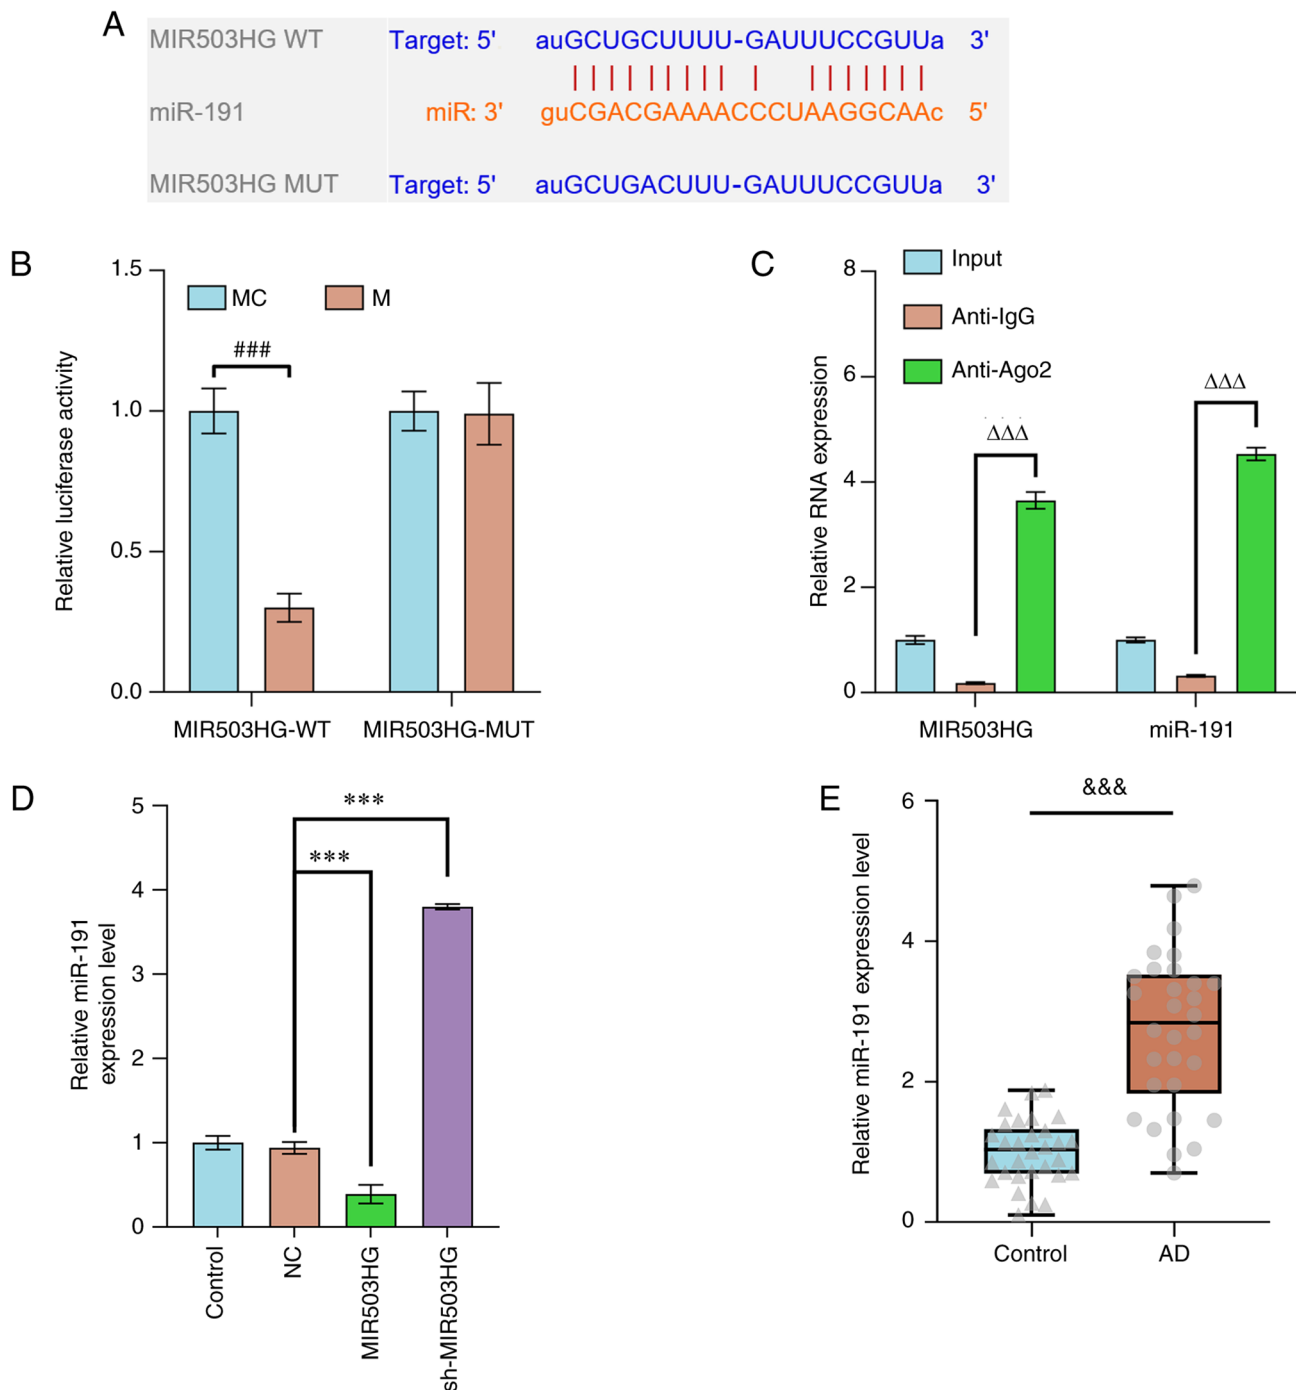 A
MIR503HG WT Target: 5' auGCUGCUUUU-GAUUUCCGUUa 3'
miR-191 miR: 3' guCGACGAAAACCCUAAGGCAAc 5'
MIR503HG MUT Target: 5' auGCUGACUUU-GAUUUCCGUUa 3'
B
Relative luciferase activity
1.5
1.0
0.5
0.0
MC M
###
MIR503HG-WT MIR503HG-MUT
C
Relative RNA expression
8
6
4
2
0
Input
Anti-IgG
Anti-Ago2
ΔΔΔ
ΔΔΔ
MIR503HG miR-191
D
Relative miR-191
expression level
5
4
3
2
1
0
***
***
Control
NC
MIR503HG
sh-MIR503HG
E
Relative miR-191 expression level
6
4
2
0
&&&
Control AD